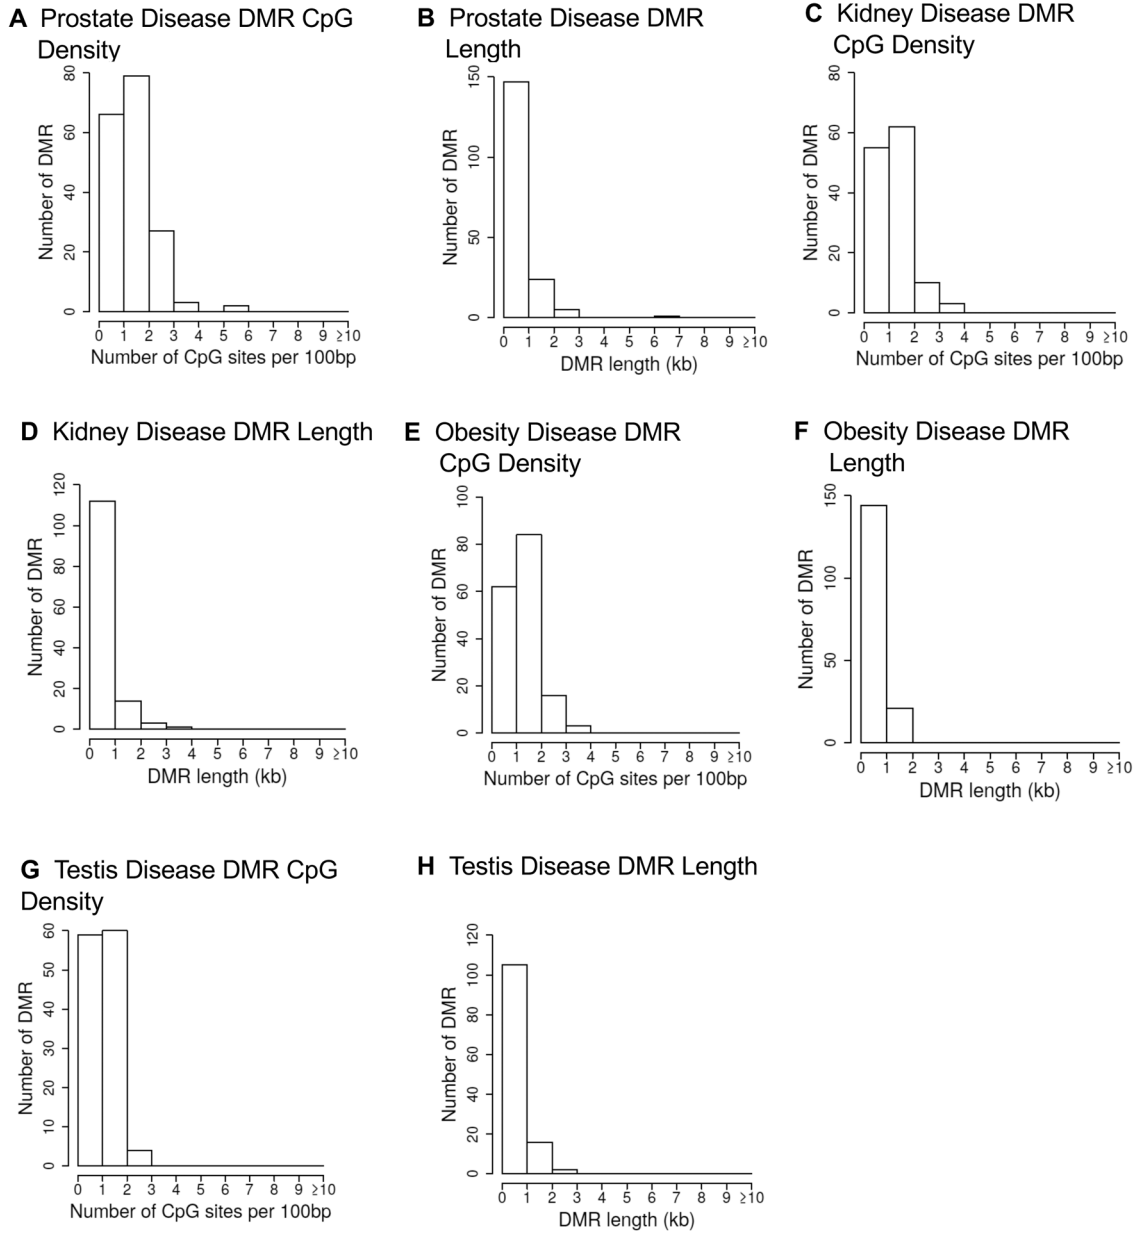 A Prostate Disease DMR CpG
Density
80
60
40
20
0
Number of DMR
0 1 2 3 4 5 6 7 8 9 ≥10
Number of CpG sites per 100bp
B Prostate Disease DMR
Length
150
100
50
0
Number of DMR
0 1 2 3 4 5 6 7 8 9 ≥10
DMR length (kb)
C Kidney Disease DMR
CpG Density
80
60
40
20
0
Number of DMR
0 1 2 3 4 5 6 7 8 9 ≥10
Number of CpG sites per 100bp
D Kidney Disease DMR Length
120
100
80
60
40
20
0
Number of DMR
0 1 2 3 4 5 6 7 8 9 ≥10
DMR length (kb)
E Obesity Disease DMR
CpG Density
100
80
60
40
20
0
Number of DMR
0 1 2 3 4 5 6 7 8 9 ≥10
Number of CpG sites per 100bp
F Obesity Disease DMR
Length
150
100
50
0
Number of DMR
0 1 2 3 4 5 6 7 8 9 ≥10
DMR length (kb)
G Testis Disease DMR CpG
Density
60
50
40
30
20
10
0
Number of DMR
0 1 2 3 4 5 6 7 8 9 ≥10
Number of CpG sites per 100bp
H Testis Disease DMR Length
120
100
80
60
40
20
0
Number of DMR
0 1 2 3 4 5 6 7 8 9 ≥10
DMR length (kb)